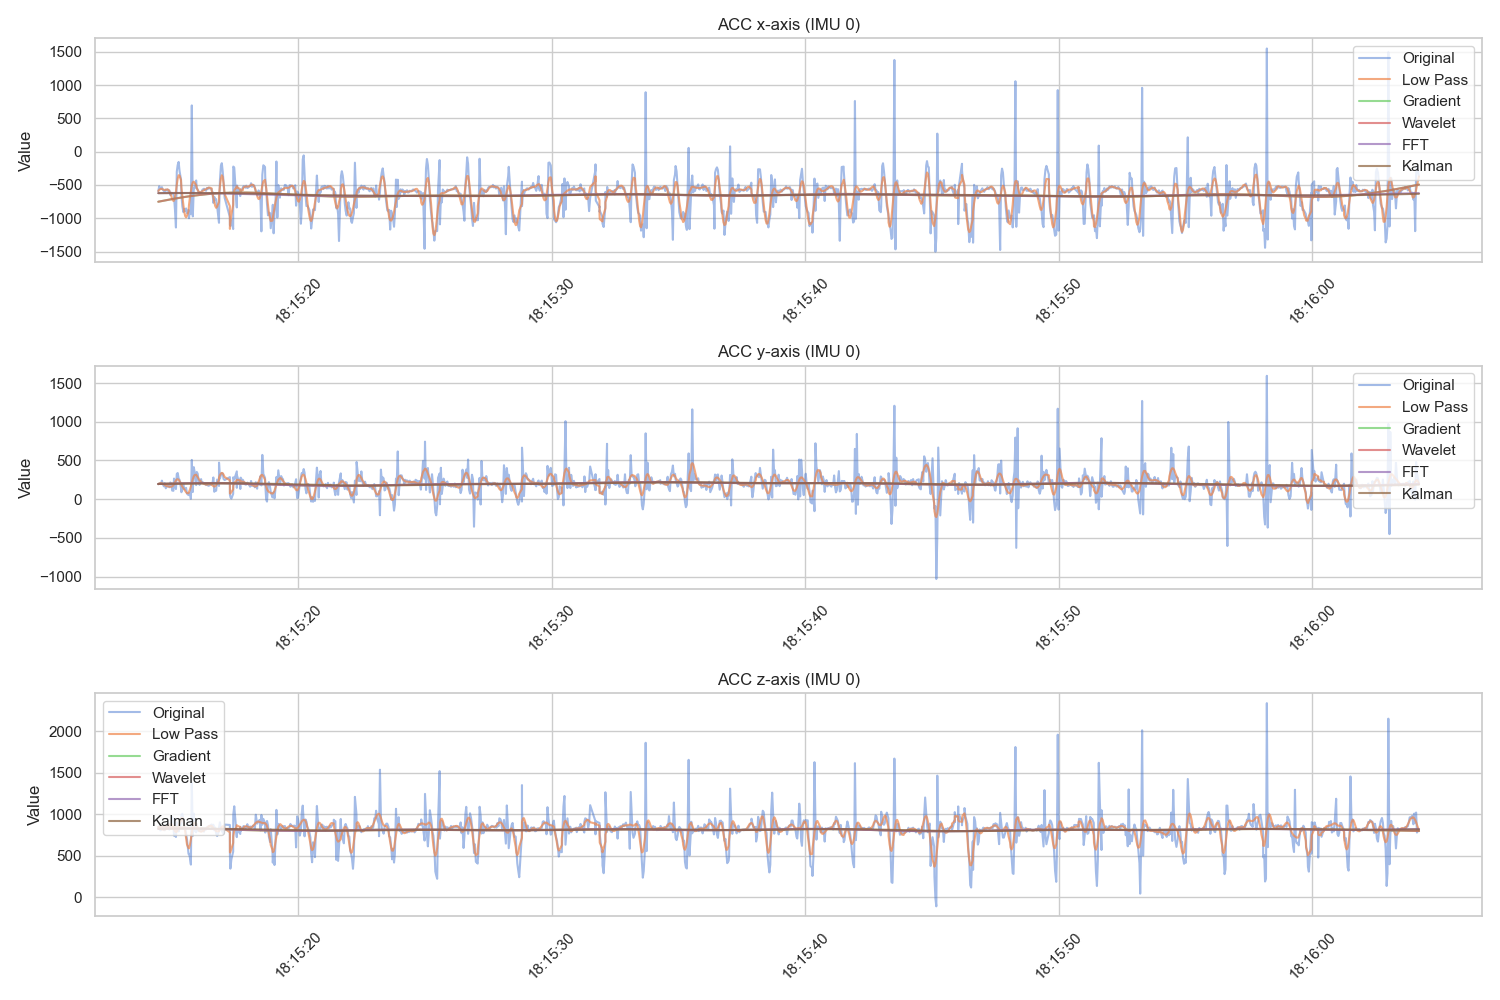 ACC x-axis (IMU 0)
1500
1000
500
0
−500
−1000
−1500
Value
Original
Low Pass
Gradient
Wavelet
FFT
Kalman
18:15:20
18:15:30
18:15:40
18:15:50
18:16:00
ACC y-axis (IMU 0)
1500
1000
500
0
−500
−1000
Value
Original
Low Pass
Gradient
Wavelet
FFT
Kalman
18:15:20
18:15:30
18:15:40
18:15:50
18:16:00
ACC z-axis (IMU 0)
2000
1500
1000
500
0
Value
Original
Low Pass
Gradient
Wavelet
FFT
Kalman
18:15:20
18:15:30
18:15:40
18:15:50
18:16:00